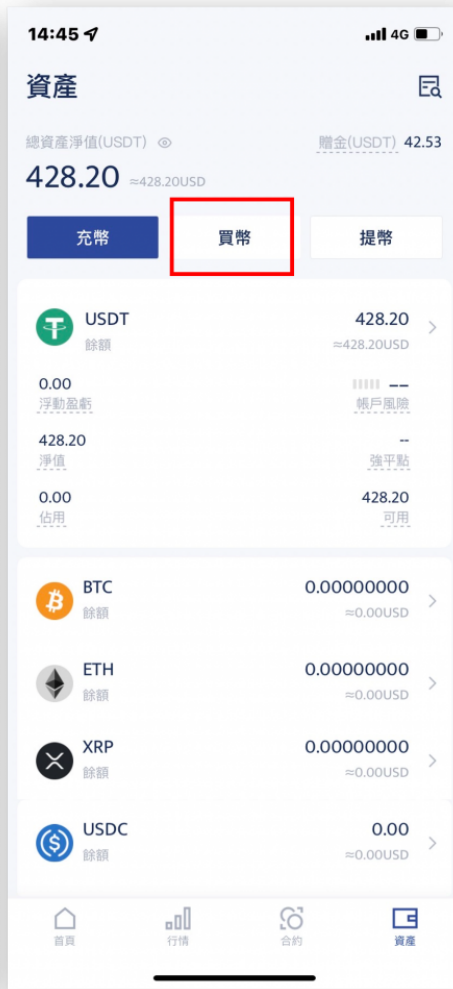 14:45 4G
資產
總資產淨值(USDT) 贈金(USDT) 42.53
428.20 ≈428.20USD
充幣 買幣 提幣
USDT 428.20
餘額 ≈428.20USD
0.00 --
浮動盈虧 帳戶風險
428.20 --
淨值 強平點
0.00 428.20
佔用 可用
BTC 0.00000000
餘額 ≈0.00USD
ETH 0.00000000
餘額 ≈0.00USD
XRP 0.00000000
餘額 ≈0.00USD
USDC 0.00
餘額 ≈0.00USD
首頁 行情 合約 資產